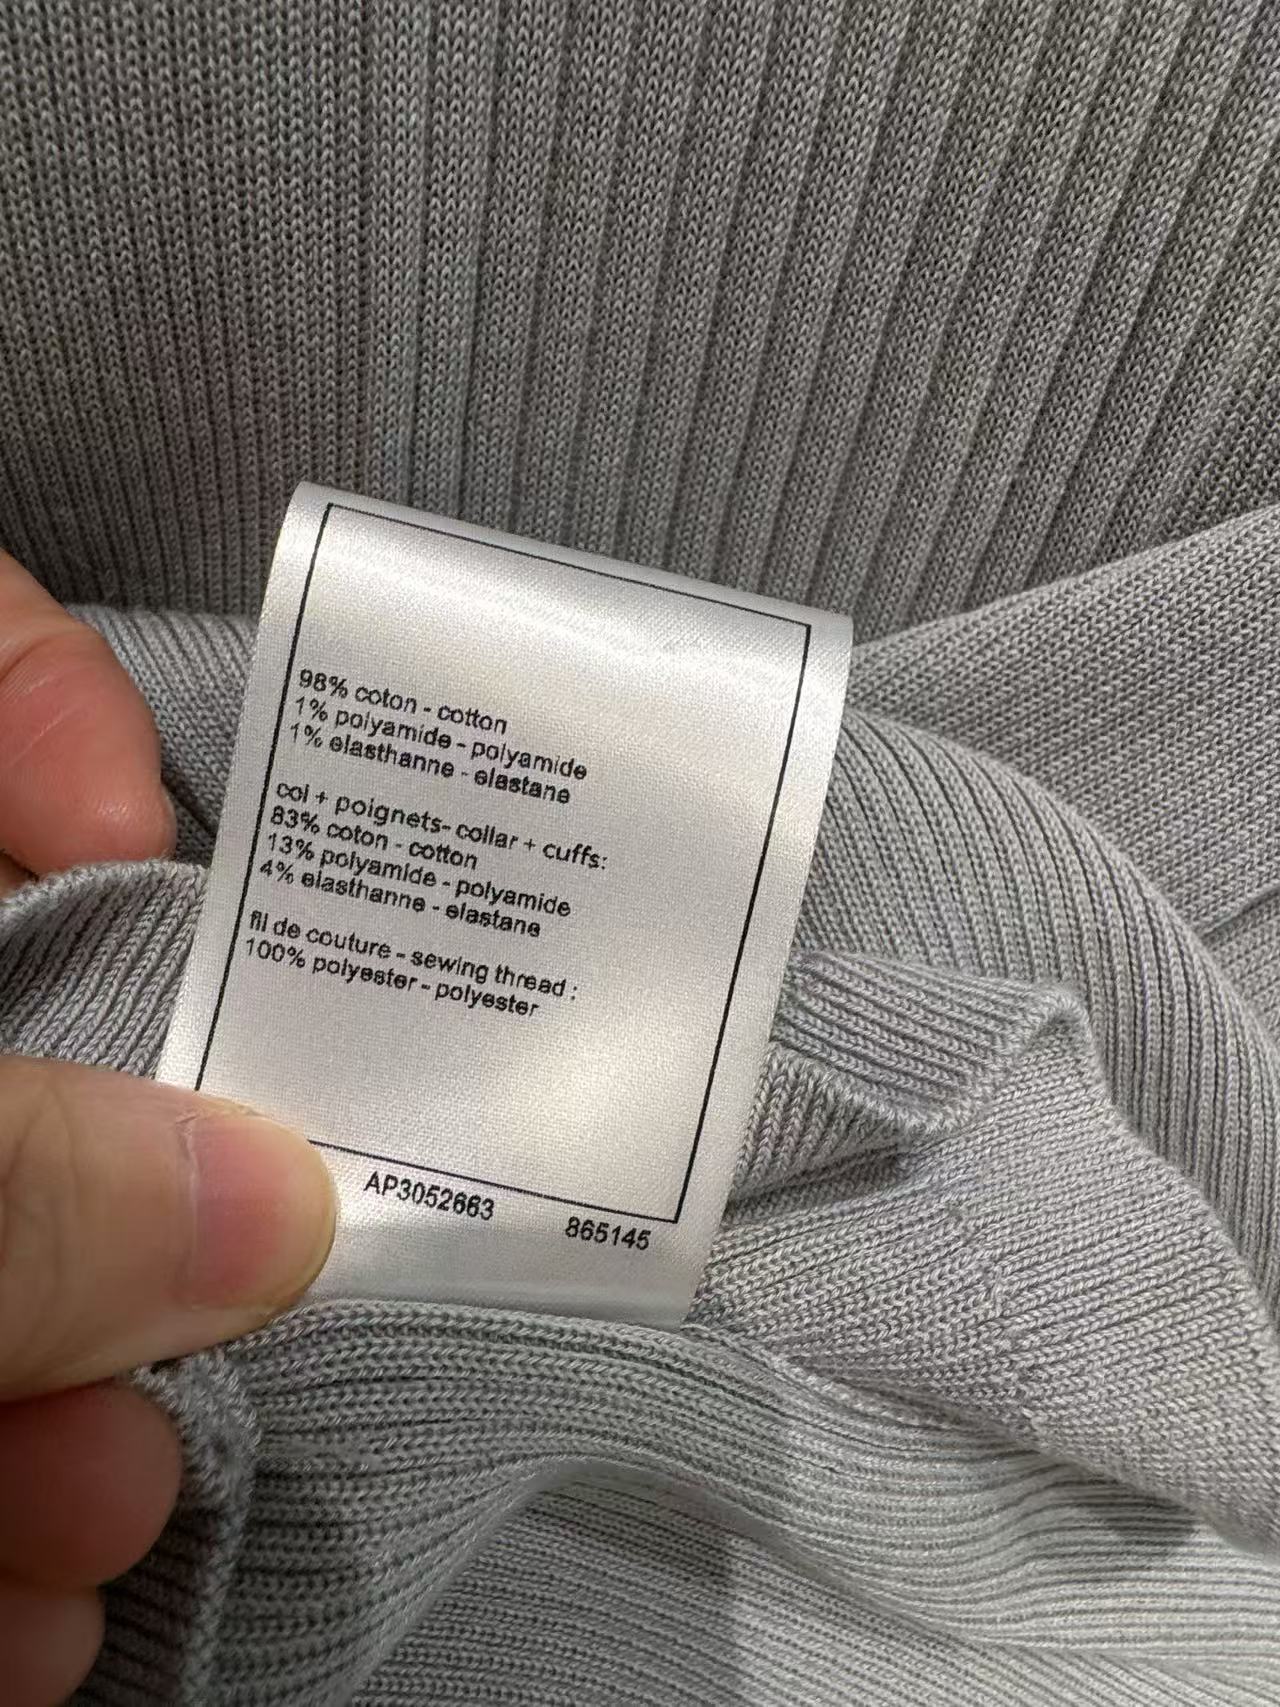 98% coton - cotton
1% polyamide - polyamide
1% elasthanne - elastane
col + poignets- collar + cuffs:
83% coton - cotton
13% polyamide - polyamide
4% elasthanne - elastane
fil de couture - sewing thread :
100% polyester - polyester
AP3052663 865145